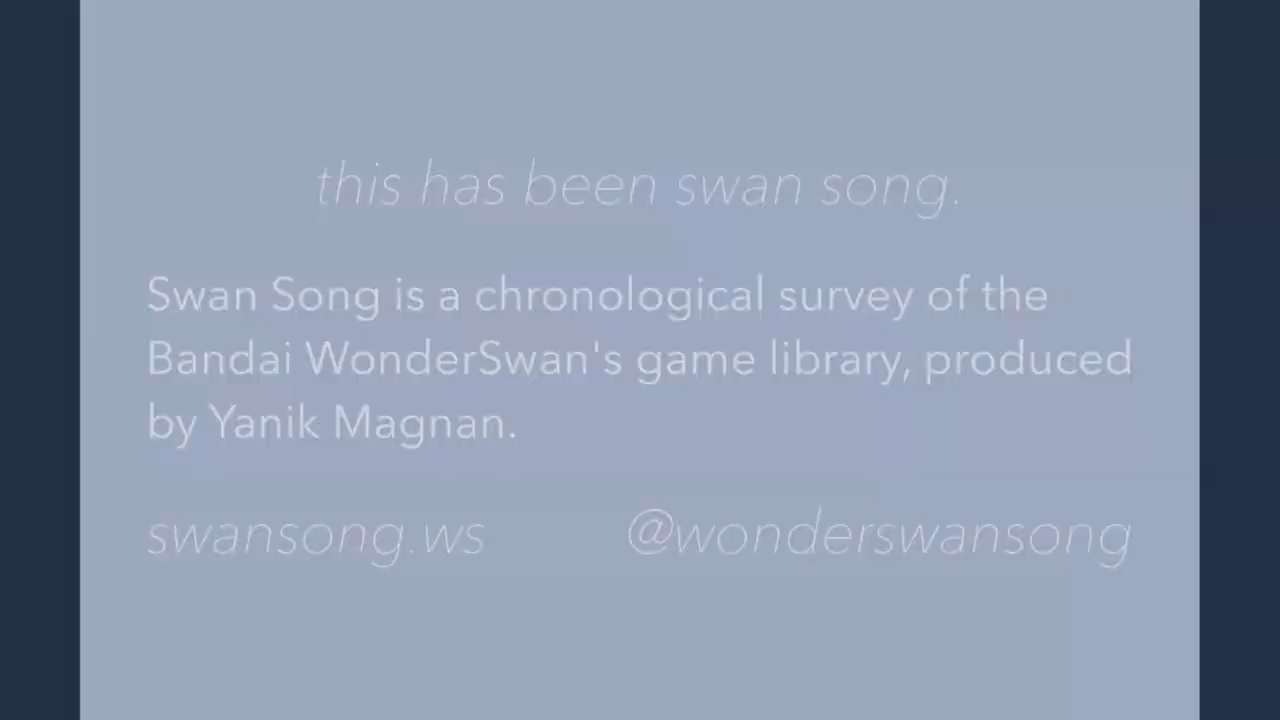 this has been swan song.
Swan Song is a chronological survey of the
Bandai WonderSwan's game library, produced
by Yanik Magnan.
swansong.ws @wonderswansong